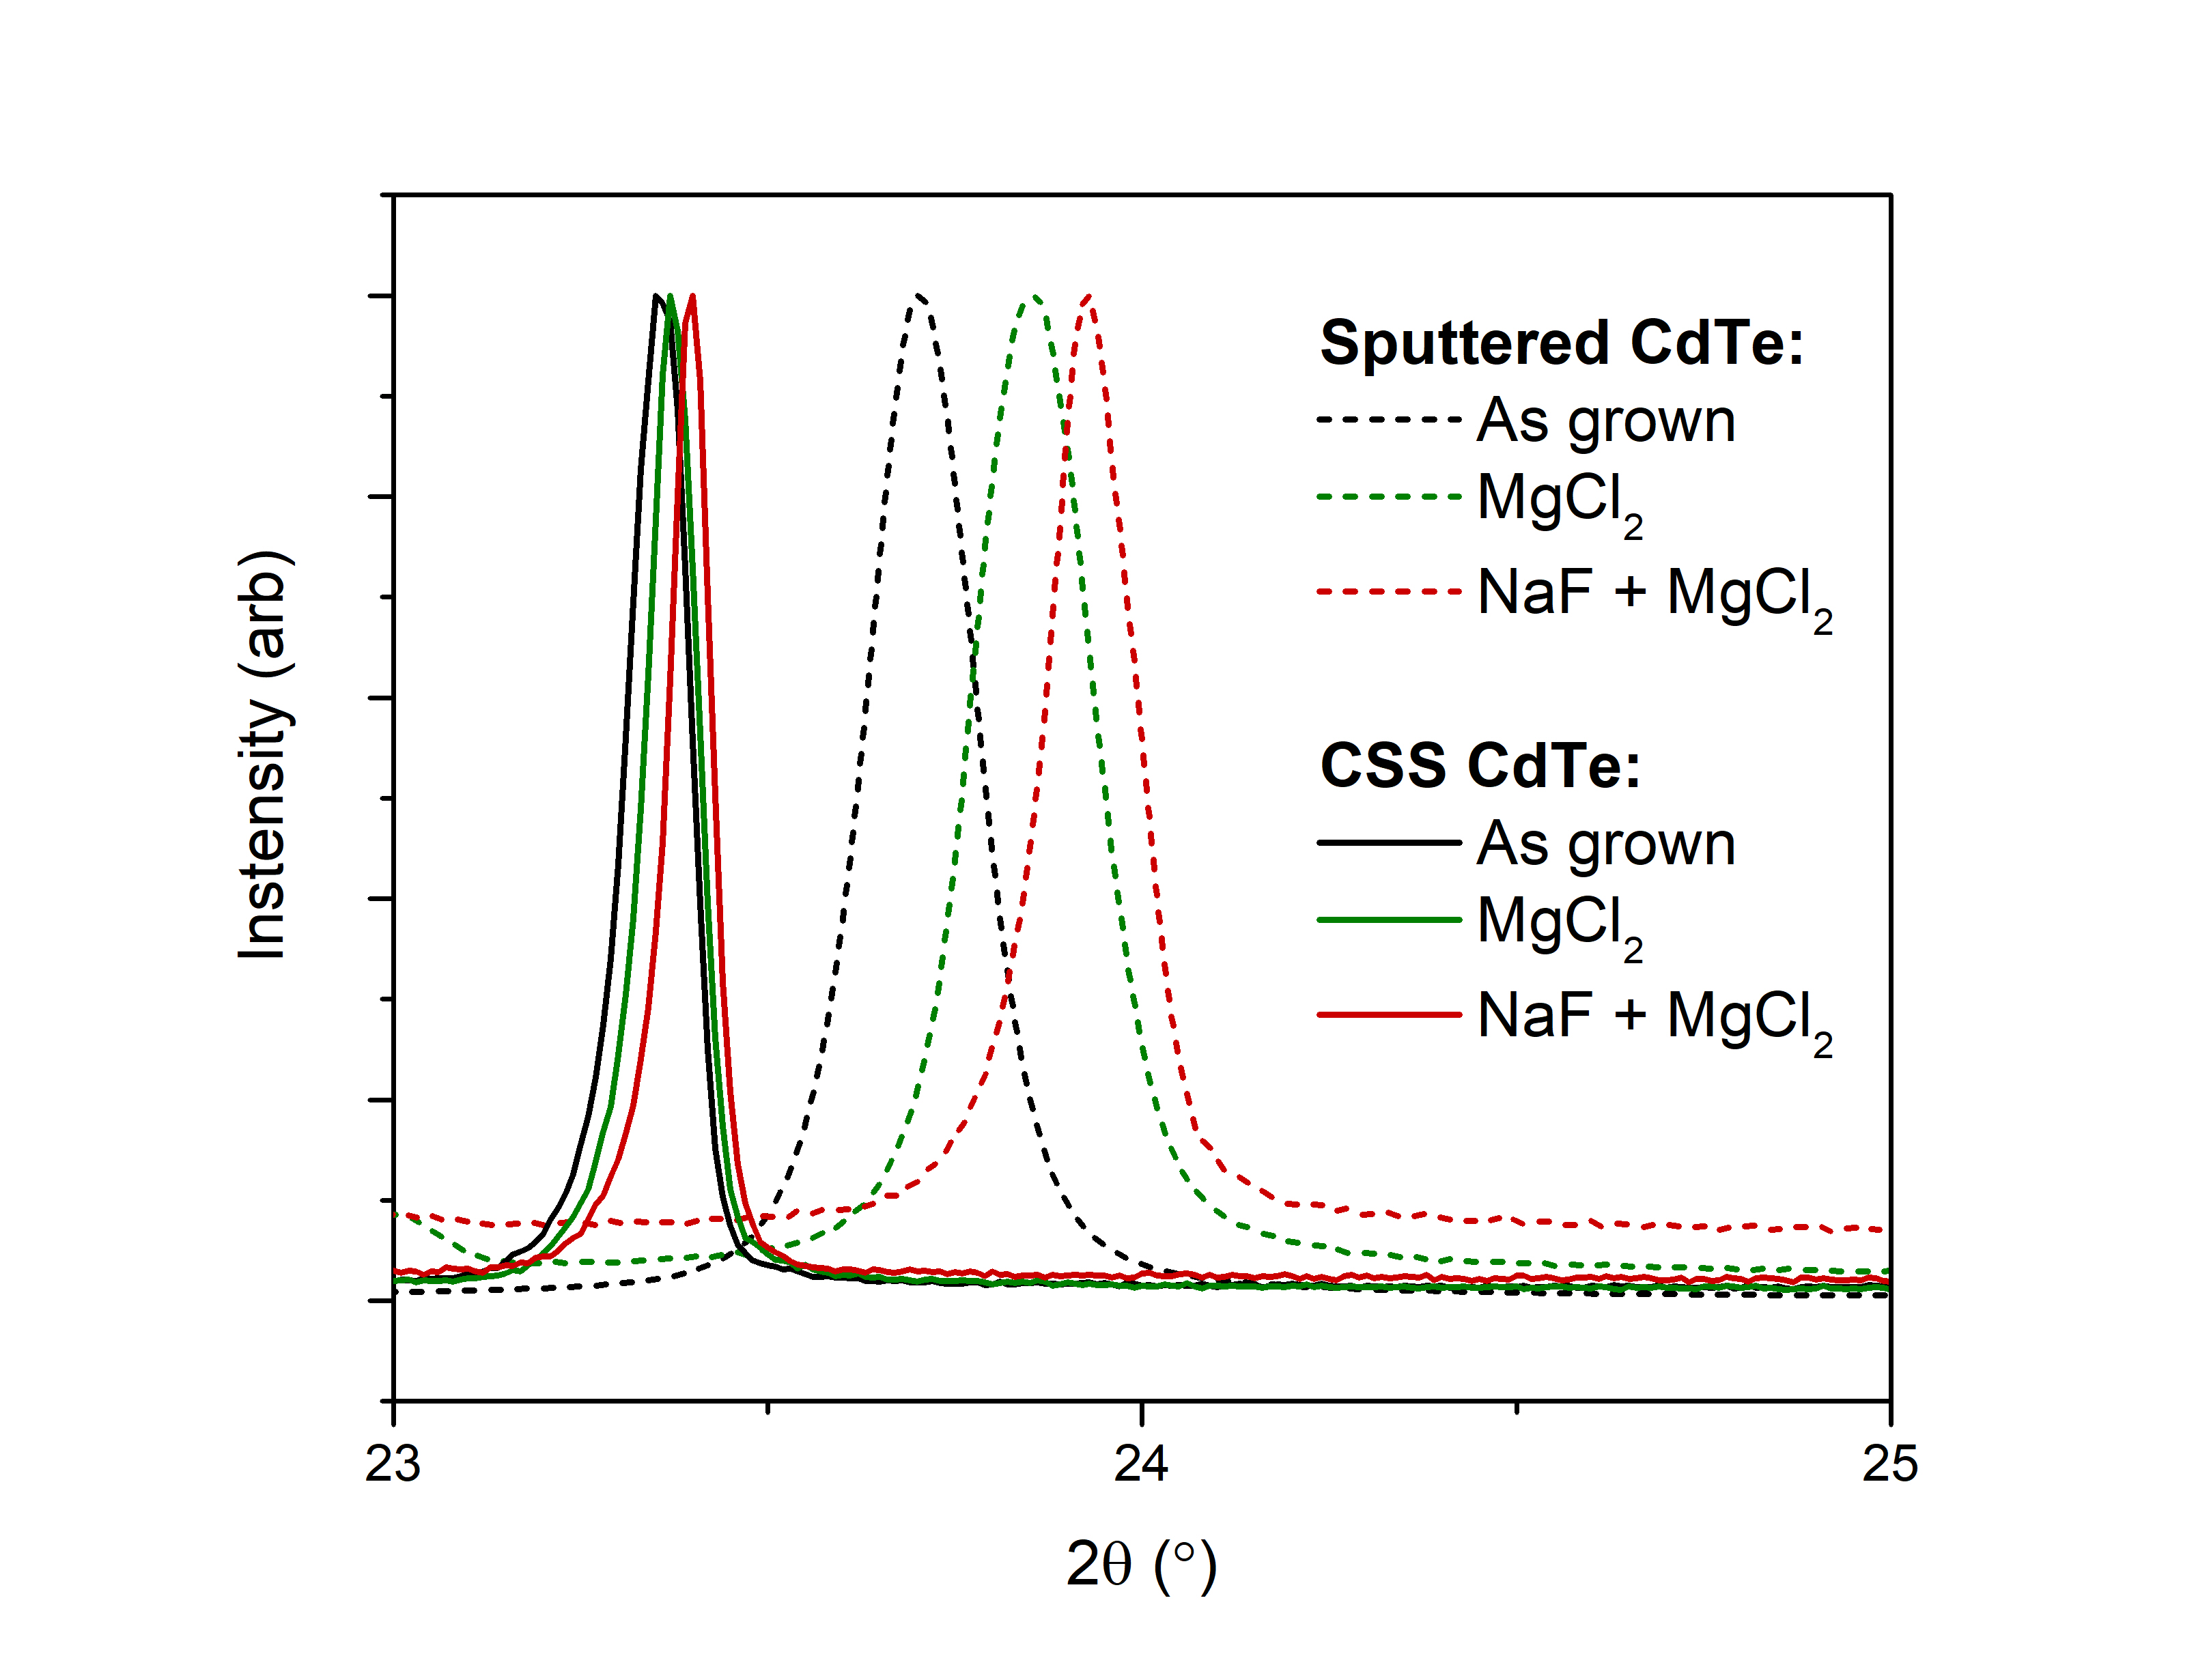 Sputtered CdTe:
As grown
MgCl₂
NaF + MgCl₂
CSS CdTe:
As grown
MgCl₂
NaF + MgCl₂
Instensity (arb)
23
24
25
2θ (°)